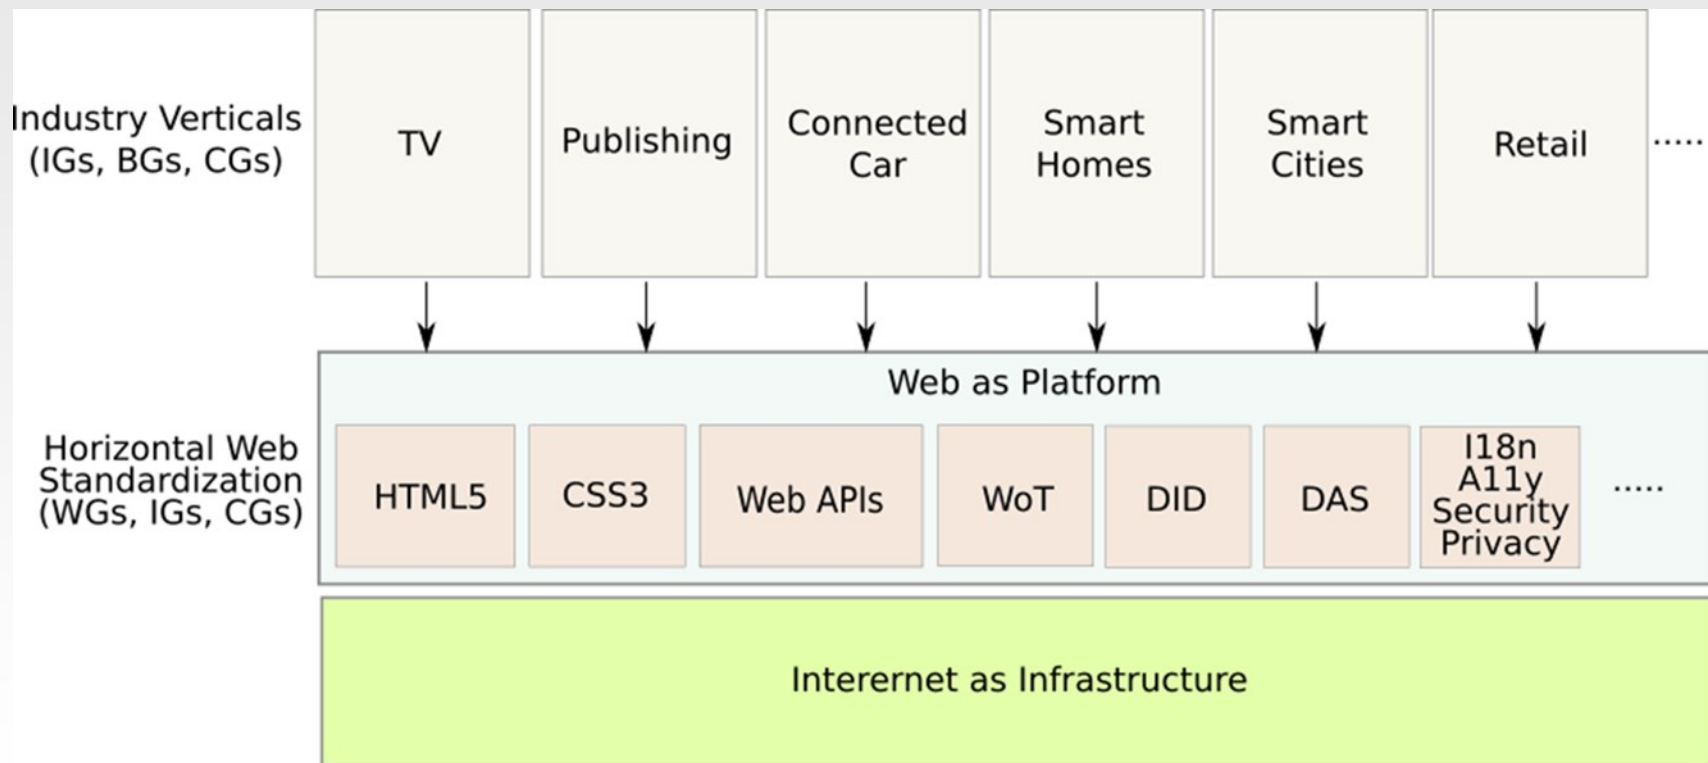 Industry Verticals
(IGs, BGs, CGs)
TV
Publishing
Connected
Car
Smart
Homes
Smart
Cities
Retail
.....
Web as Platform
Horizontal Web
Standardization
(WGs, IGs, CGs)
HTML5
CSS3
Web APIs
WoT
DID
DAS
I18n
A11y
Security
Privacy
.....
Interernet as Infrastructure